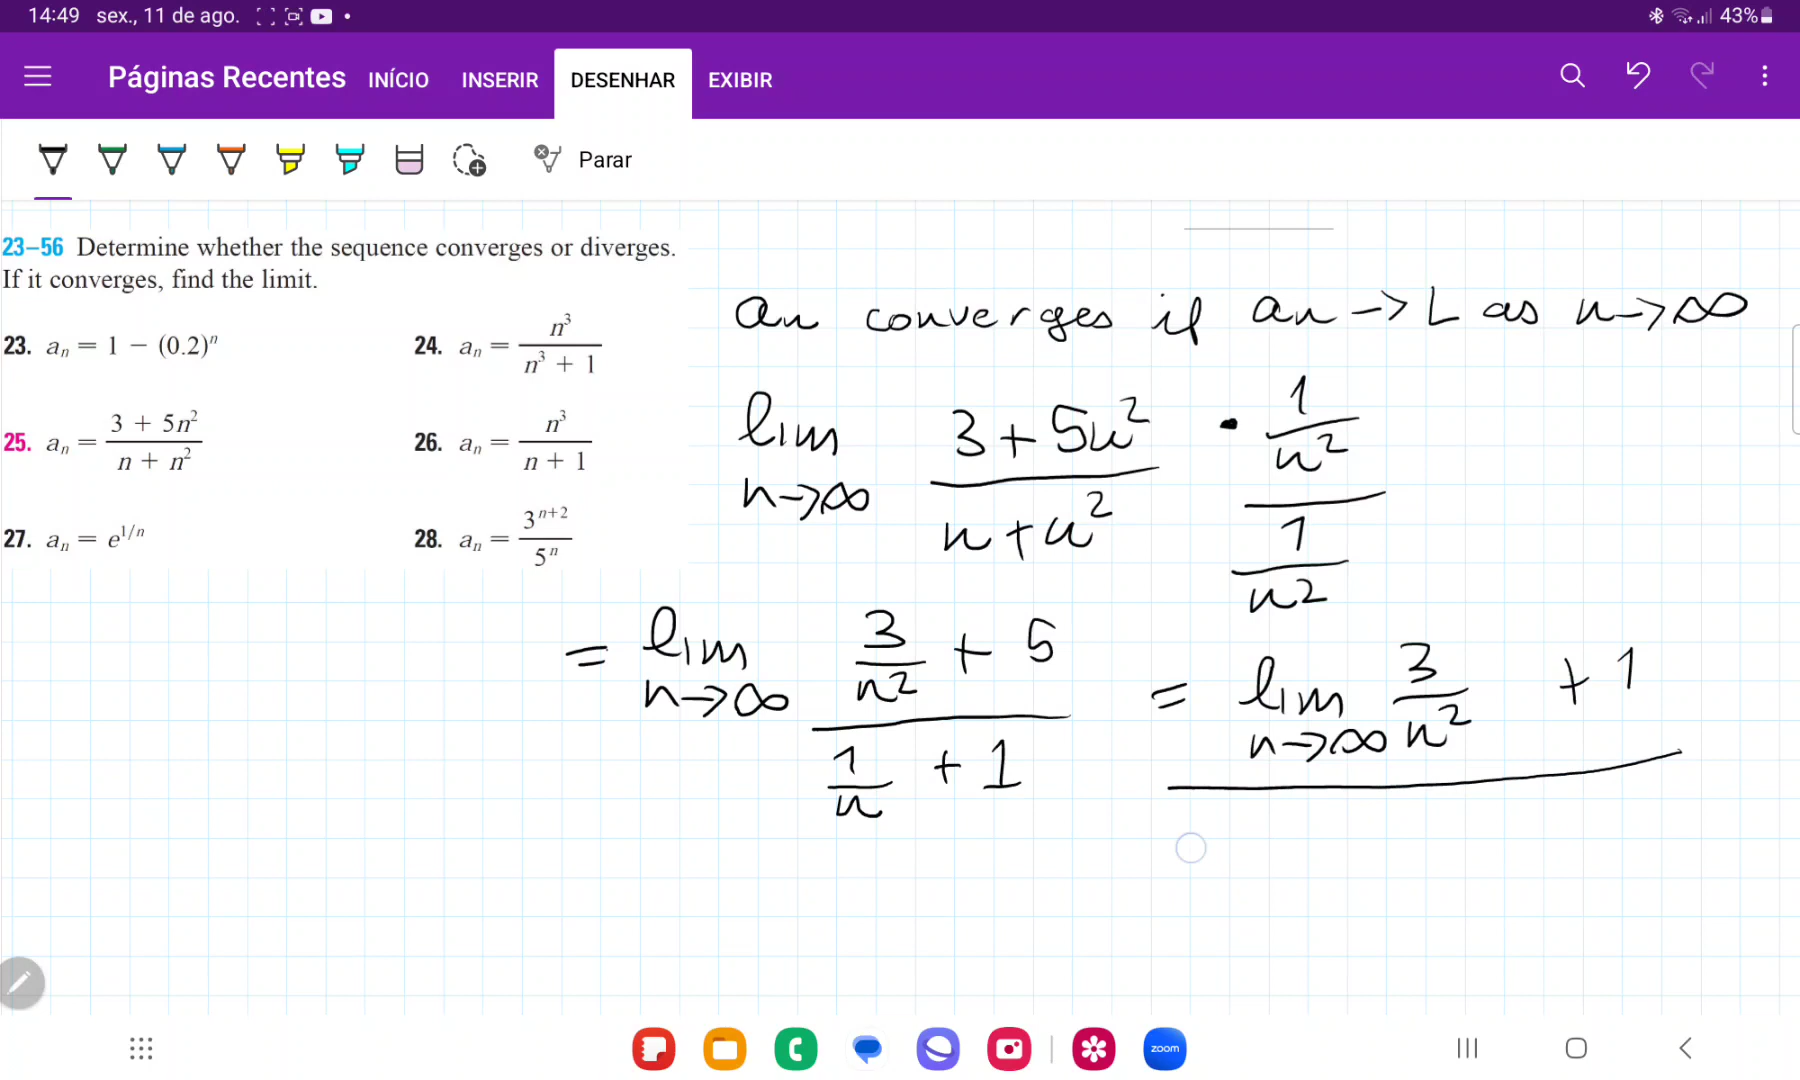 14:49 sex., 11 de ago. 43%
Páginas Recentes INÍCIO INSERIR DESENHAR EXIBIR
Parar
23–56 Determine whether the sequence converges or diverges.
If it converges, find the limit.
23. aₙ = 1 − (0.2)ⁿ
24. aₙ = n³ / (n³ + 1)
25. aₙ = (3 + 5n²) / (n + n²)
26. aₙ = n³ / (n + 1)
27. aₙ = e^(1/n)
28. aₙ = 3ⁿ⁺² / 5ⁿ
an converges if an -> L as n -> ∞
lim n->∞ (3 + 5n²) / (n + n²) · (1/n²) / (1/n²)
= lim n->∞ (3/n² + 5) / (1/n + 1)
= lim n->∞ 3/n² + 1
zoom